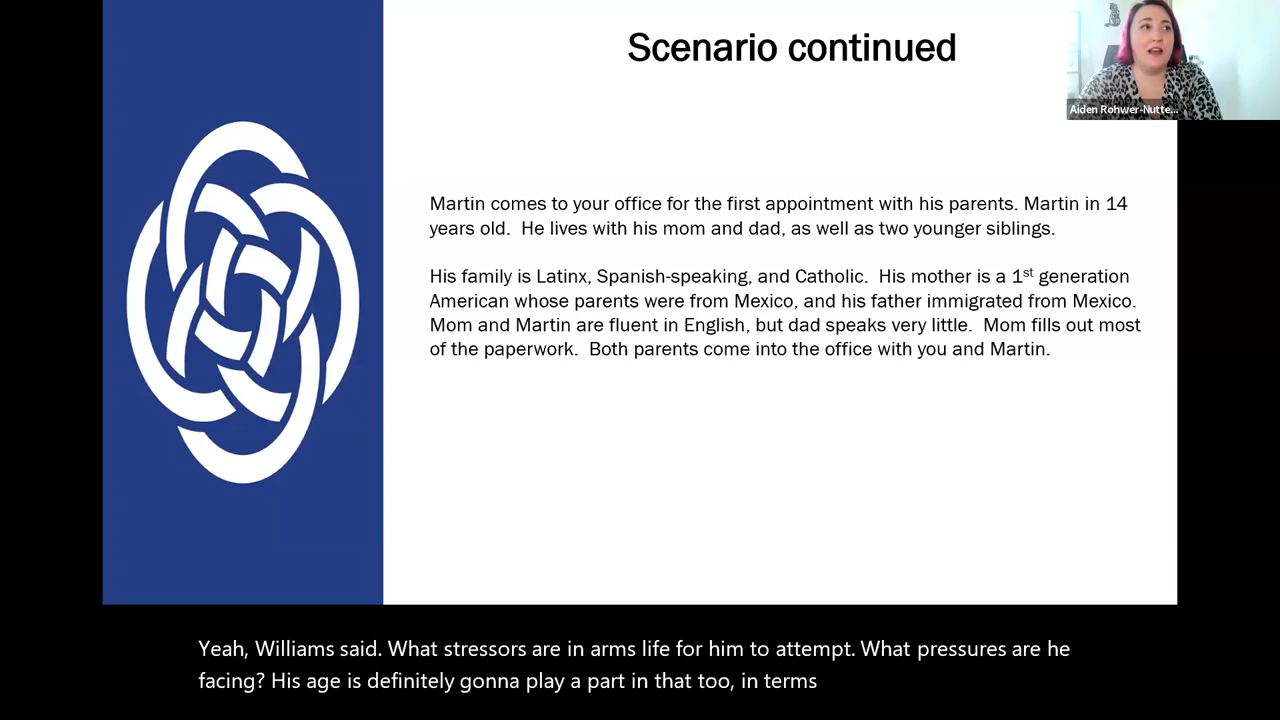 Scenario continued
Aiden Rohwer-Nutte...
Martin comes to your office for the first appointment with his parents. Martin in 14
years old.  He lives with his mom and dad, as well as two younger siblings.
His family is Latinx, Spanish-speaking, and Catholic.  His mother is a 1st generation
American whose parents were from Mexico, and his father immigrated from Mexico.
Mom and Martin are fluent in English, but dad speaks very little.  Mom fills out most
of the paperwork.  Both parents come into the office with you and Martin.
Yeah, Williams said. What stressors are in arms life for him to attempt. What pressures are he
facing? His age is definitely gonna play a part in that too, in terms